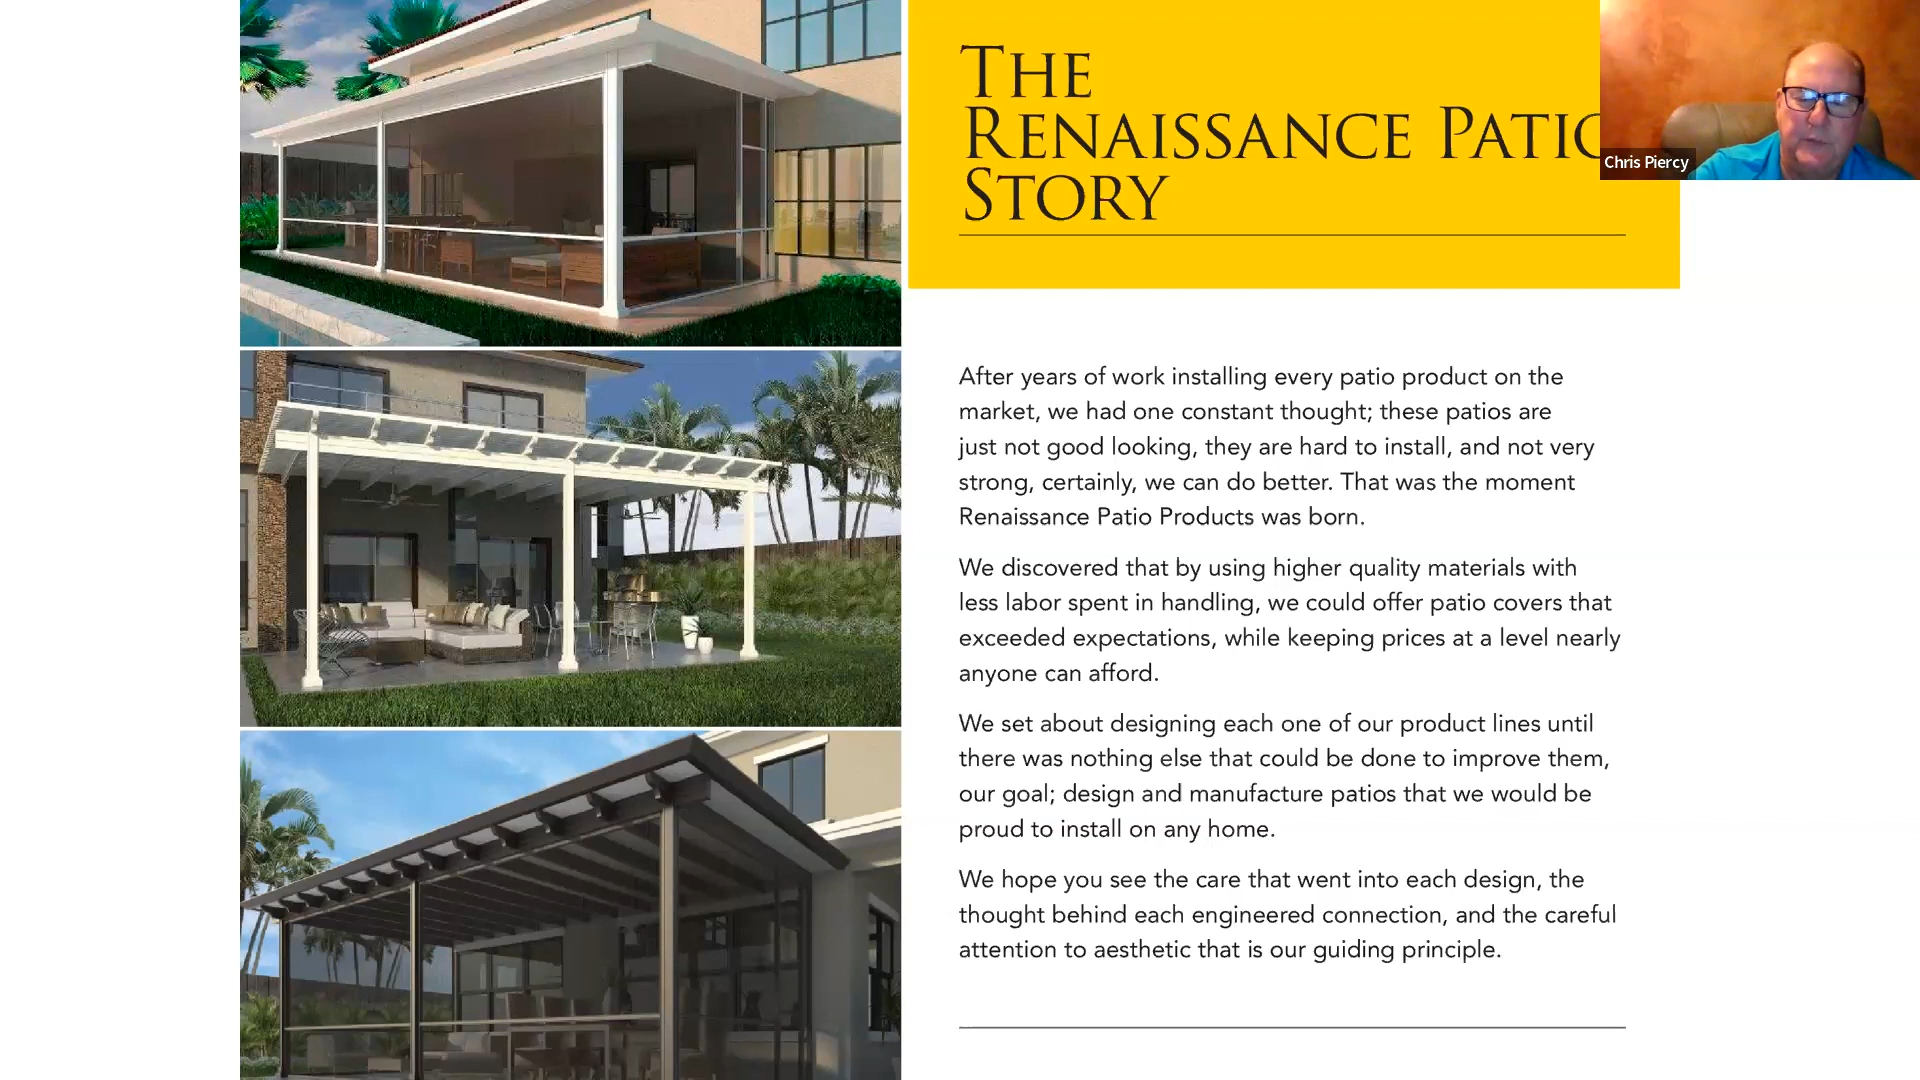 THE
RENAISSANCE PATIO
STORY
Chris Piercy
After years of work installing every patio product on the
market, we had one constant thought; these patios are
just not good looking, they are hard to install, and not very
strong, certainly, we can do better. That was the moment
Renaissance Patio Products was born.
We discovered that by using higher quality materials with
less labor spent in handling, we could offer patio covers that
exceeded expectations, while keeping prices at a level nearly
anyone can afford.
We set about designing each one of our product lines until
there was nothing else that could be done to improve them,
our goal; design and manufacture patios that we would be
proud to install on any home.
We hope you see the care that went into each design, the
thought behind each engineered connection, and the careful
attention to aesthetic that is our guiding principle.